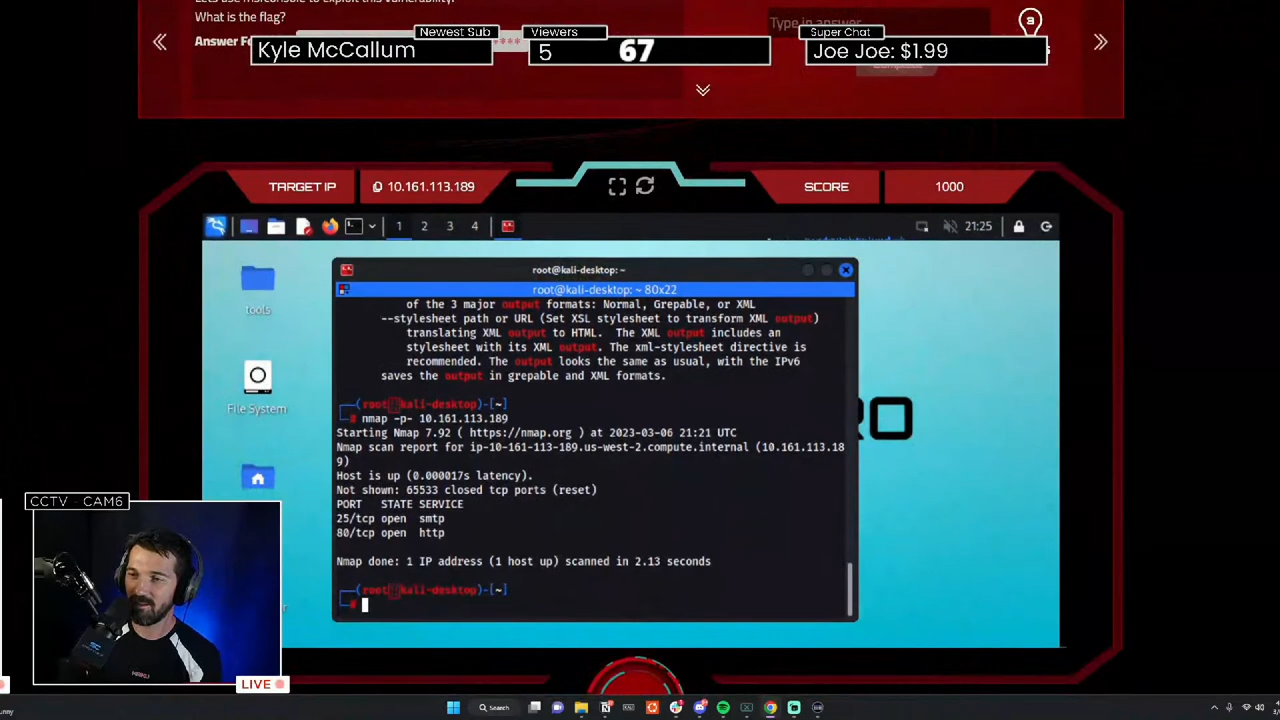 What is the flag?
Type in answer
Answer Fo
Newest Sub
Kyle McCallum
Viewers
5
67
Super Chat
Joe Joe: $1.99
TARGET IP
10.161.113.189
SCORE
1000
1 2 3 4
21:25
root@kali-desktop: ~
root@kali-desktop: ~ 80x22
of the 3 major output formats: Normal, Grepable, or XML
--stylesheet path or URL (Set XSL stylesheet to transform XML output)
translating XML output to HTML. The XML output includes an
stylesheet with its XML output. The xml-stylesheet directive is
recommended. The output looks the same as usual, with the IPv6
saves the output in grepable and XML formats.
(root kali-desktop)-[~]
# nmap -p- 10.161.113.189
Starting Nmap 7.92 ( https://nmap.org ) at 2023-03-06 21:21 UTC
Nmap scan report for ip-10-161-113-189.us-west-2.compute.internal (10.161.113.18
9)
Host is up (0.000017s latency).
Not shown: 65533 closed tcp ports (reset)
PORT STATE SERVICE
25/tcp open smtp
80/tcp open http
Nmap done: 1 IP address (1 host up) scanned in 2.13 seconds
(root kali-desktop)-[~]
#
tools
File System
RO
CCTV - CAM6
LIVE
Search